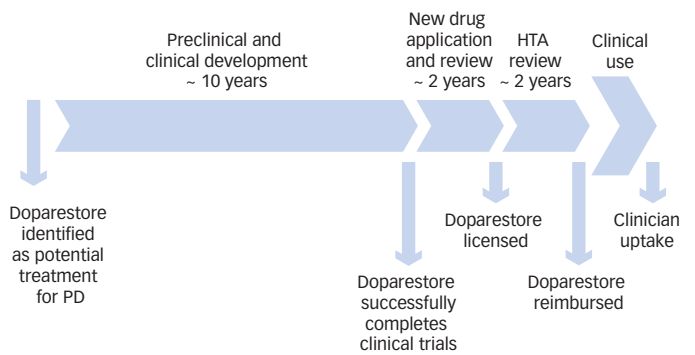 Preclinical and
clinical development
~ 10 years
New drug
application
and review
~ 2 years
HTA
review
~ 2 years
Clinical
use
Doparestore
identified
as potential
treatment
for PD
Doparestore
successfully
completes
clinical trials
Doparestore
licensed
Doparestore
reimbursed
Clinician
uptake